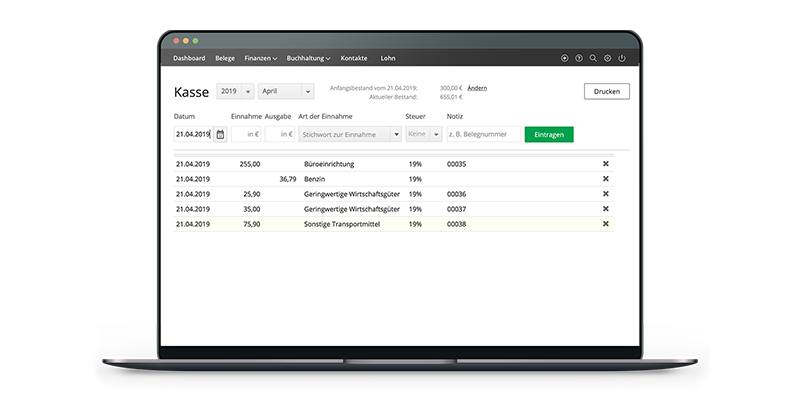 Dashboard Belege Finanzen Buchhaltung Kontakte Lohn
Kasse 2019 April Anfangsbestand vom 21.04.2019: 300,00 € Ändern Drucken
Aktueller Bestand: 655,01 €
Datum Einnahme Ausgabe Art der Einnahme Steuer Notiz
21.04.2019 in € in € Stichwort zur Einnahme Keine z. B. Belegnummer Eintragen
21.04.2019 255,00 Büroeinrichtung 19% 00035
21.04.2019 36,79 Benzin 19%
21.04.2019 25,90 Geringwertige Wirtschaftsgüter 19% 00036
21.04.2019 35,00 Geringwertige Wirtschaftsgüter 19% 00037
21.04.2019 75,90 Sonstige Transportmittel 19% 00038